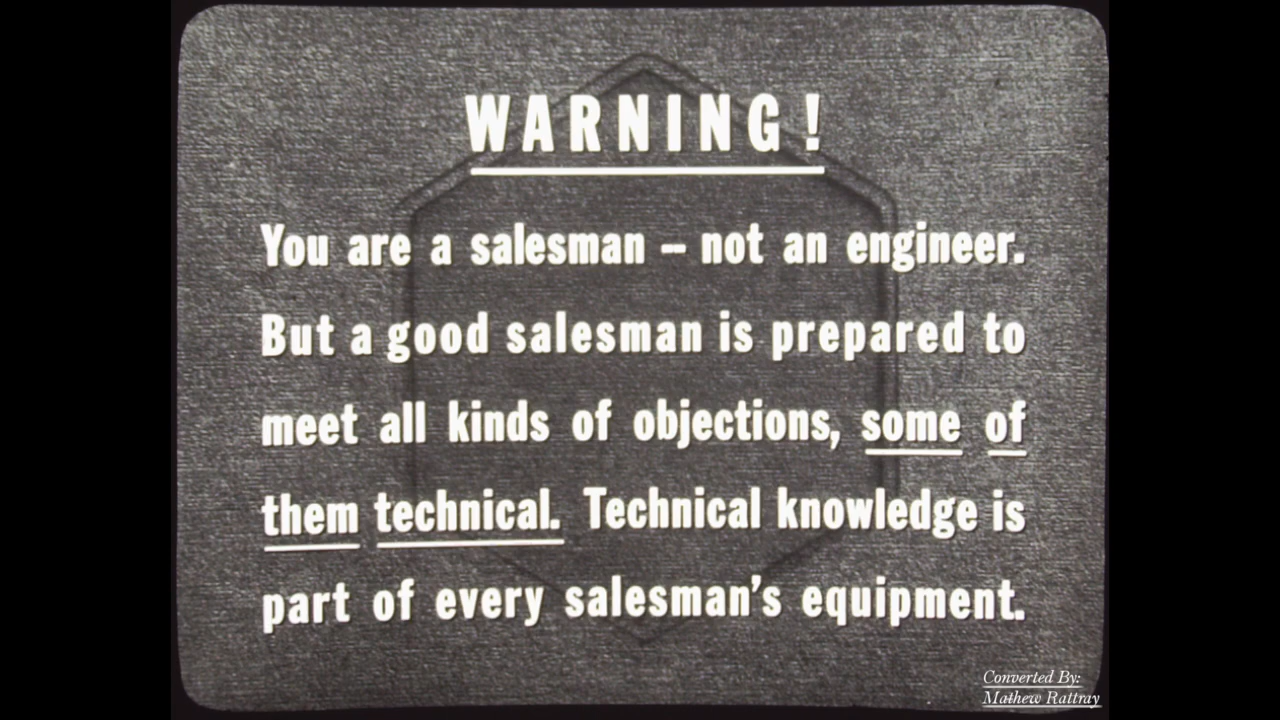 WARNING!
You are a salesman – not an engineer.
But a good salesman is prepared to
meet all kinds of objections, some of
them technical. Technical knowledge is
part of every salesman's equipment.
Converted By:
Mathew Rattray